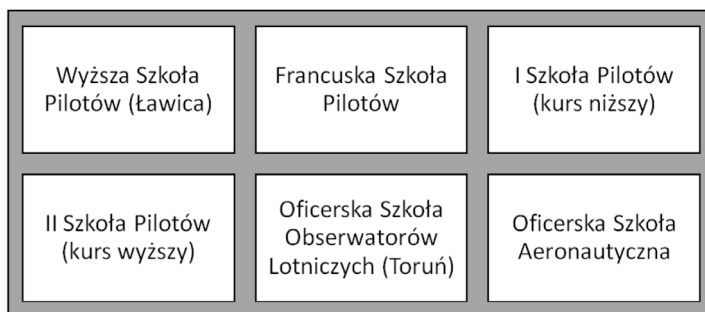 Wyższa Szkoła
Pilotów (Ławica)
Francuska Szkoła
Pilotów
I Szkoła Pilotów
(kurs niższy)
II Szkoła Pilotów
(kurs wyższy)
Oficerska Szkoła
Obserwatorów
Lotniczych (Toruń)
Oficerska Szkoła
Aeronautyczna